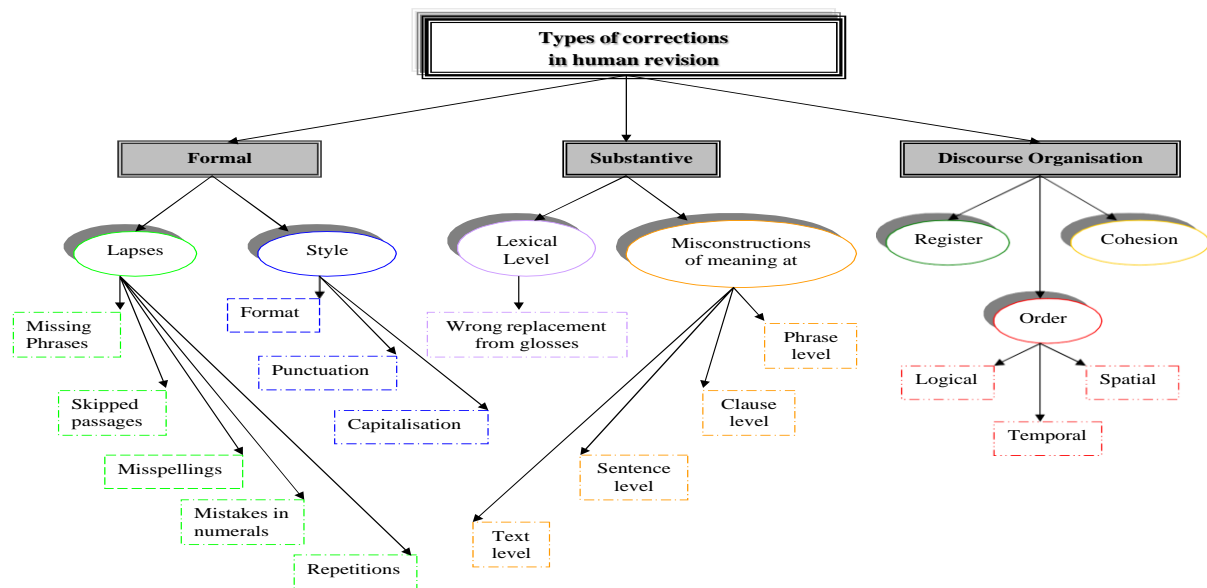 Types of corrections
in human revision
Formal
Substantive
Discourse Organisation
Lapses
Style
Lexical
Level
Misconstructions
of meaning at
Register
Cohesion
Missing
Phrases
Format
Wrong replacement
from glosses
Phrase
level
Order
Punctuation
Logical
Spatial
Skipped
passages
Capitalisation
Clause
level
Temporal
Misspellings
Sentence
level
Mistakes in
numerals
Text
level
Repetitions